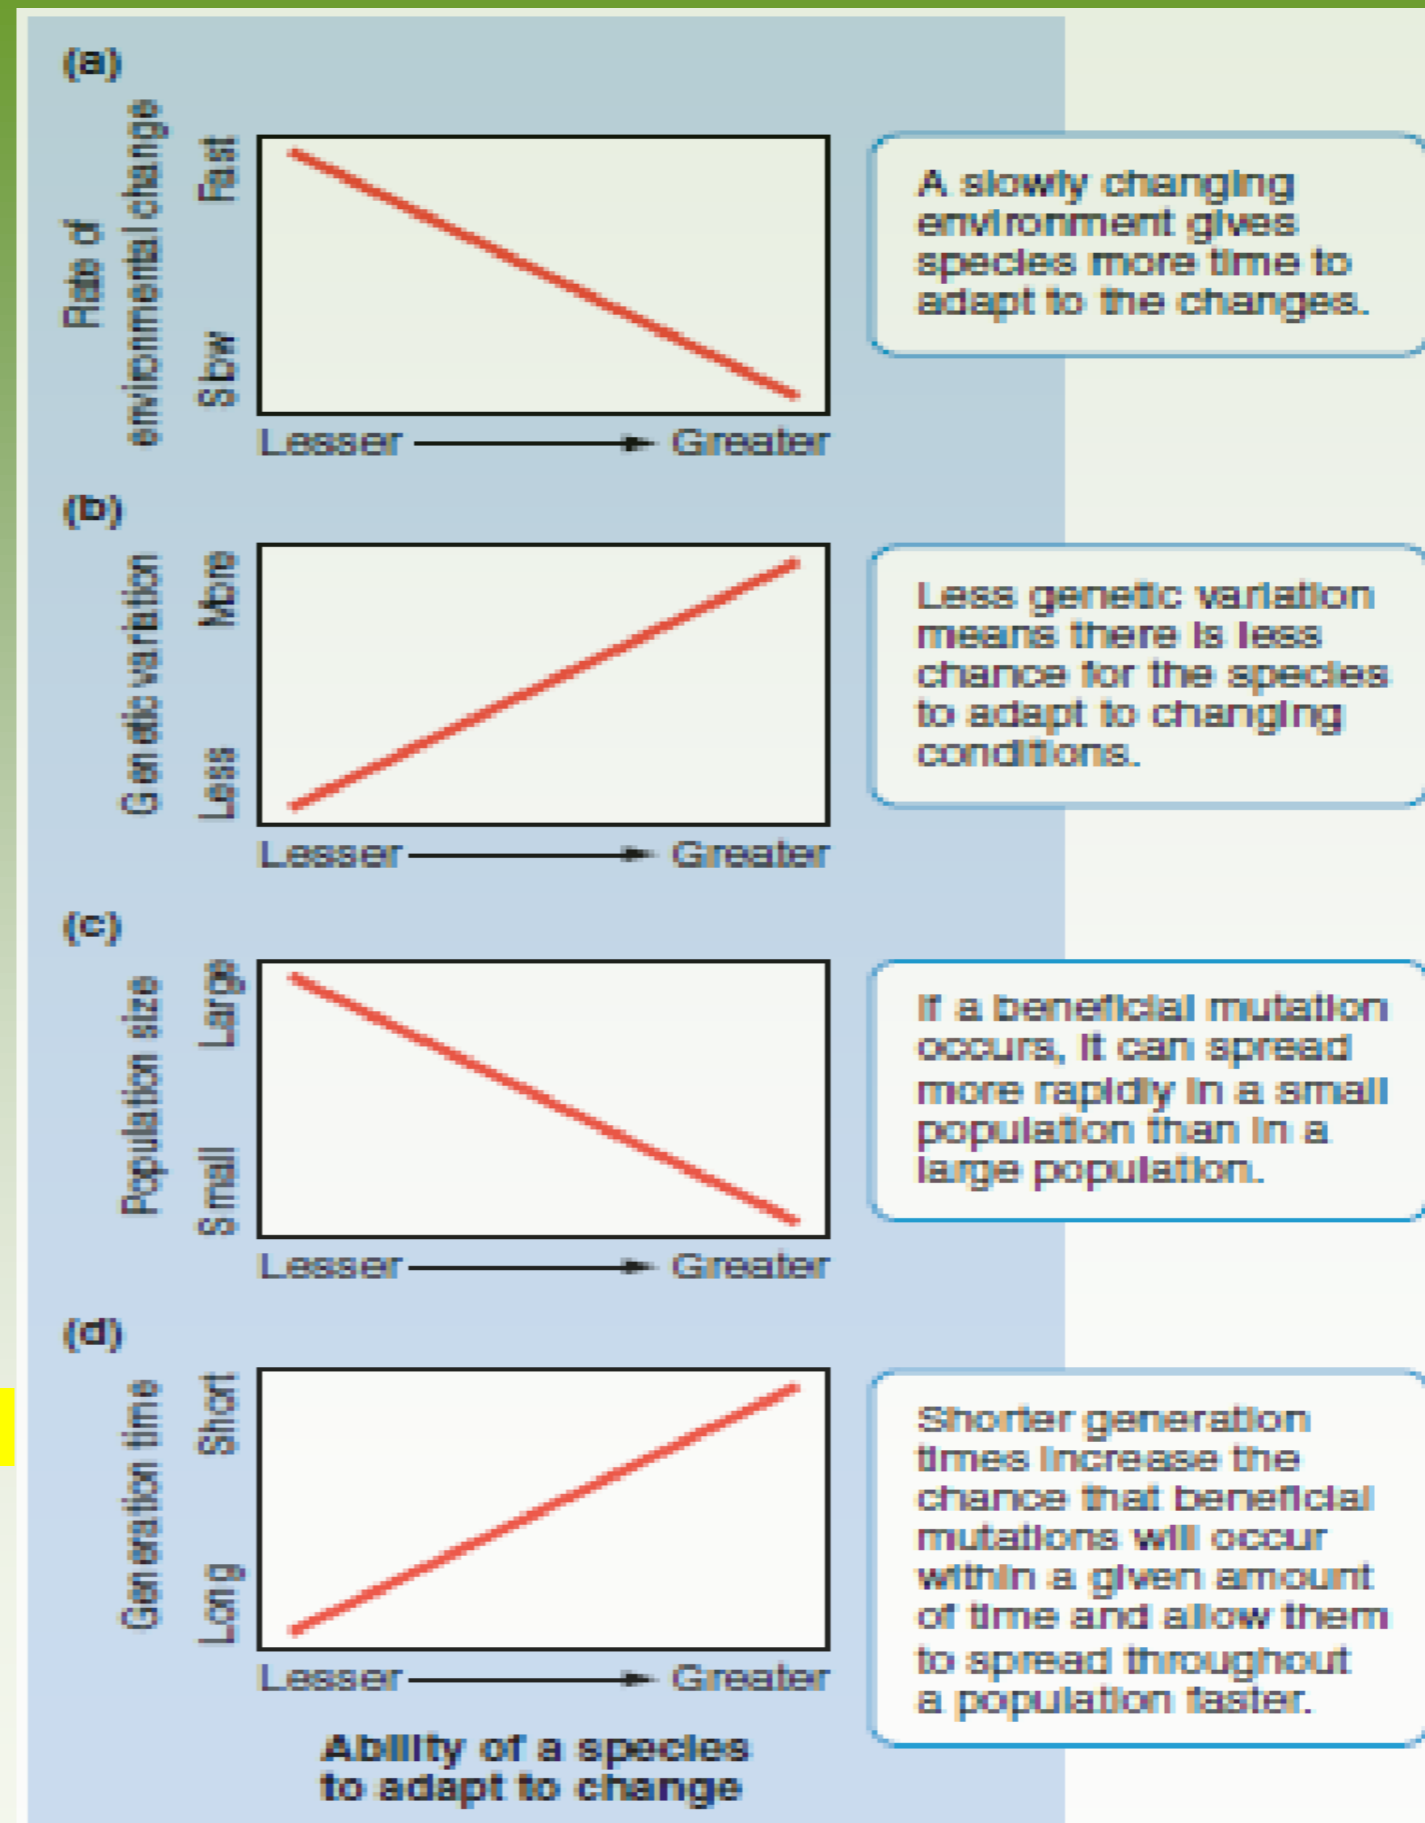 (a)
Rate of
environmental change
Fast
Slow
Lesser
Greater
A slowly changing
environment gives
species more time to
adapt to the changes.
(b)
Genetic variation
More
Less
Lesser
Greater
Less genetic variation
means there is less
chance for the species
to adapt to changing
conditions.
(c)
Population size
Large
Small
Lesser
Greater
If a beneficial mutation
occurs, it can spread
more rapidly in a small
population than in a
large population.
(d)
Generation time
Short
Long
Lesser
Greater
Shorter generation
times increase the
chance that beneficial
mutations will occur
within a given amount
of time and allow them
to spread throughout
a population faster.
Ability of a species
to adapt to change